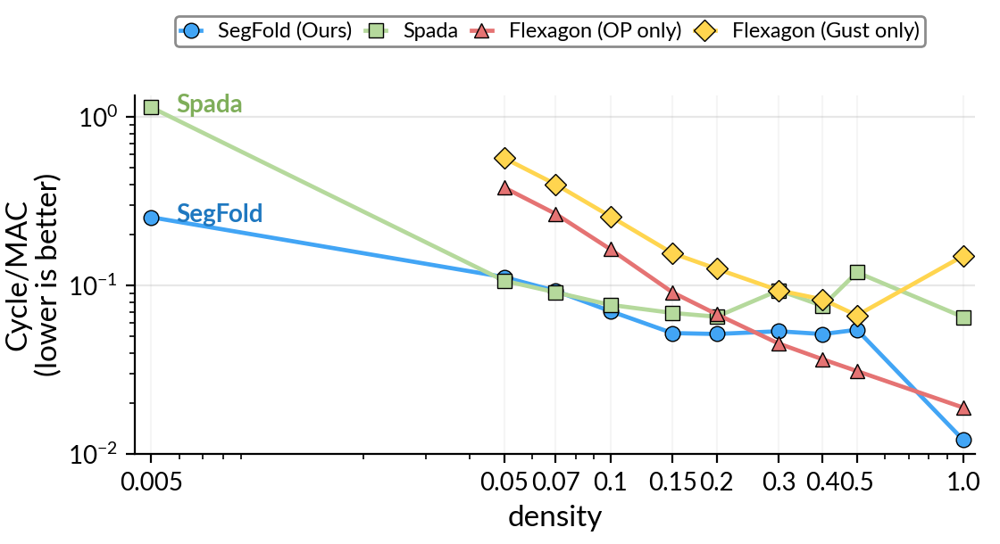 SegFold (Ours) Spada Flexagon (OP only) Flexagon (Gust only)
Spada
SegFold
10⁰
10⁻¹
10⁻²
Cycle/MAC
(lower is better)
0.005 0.05 0.07 0.1 0.15 0.2 0.3 0.4 0.5 1.0
density